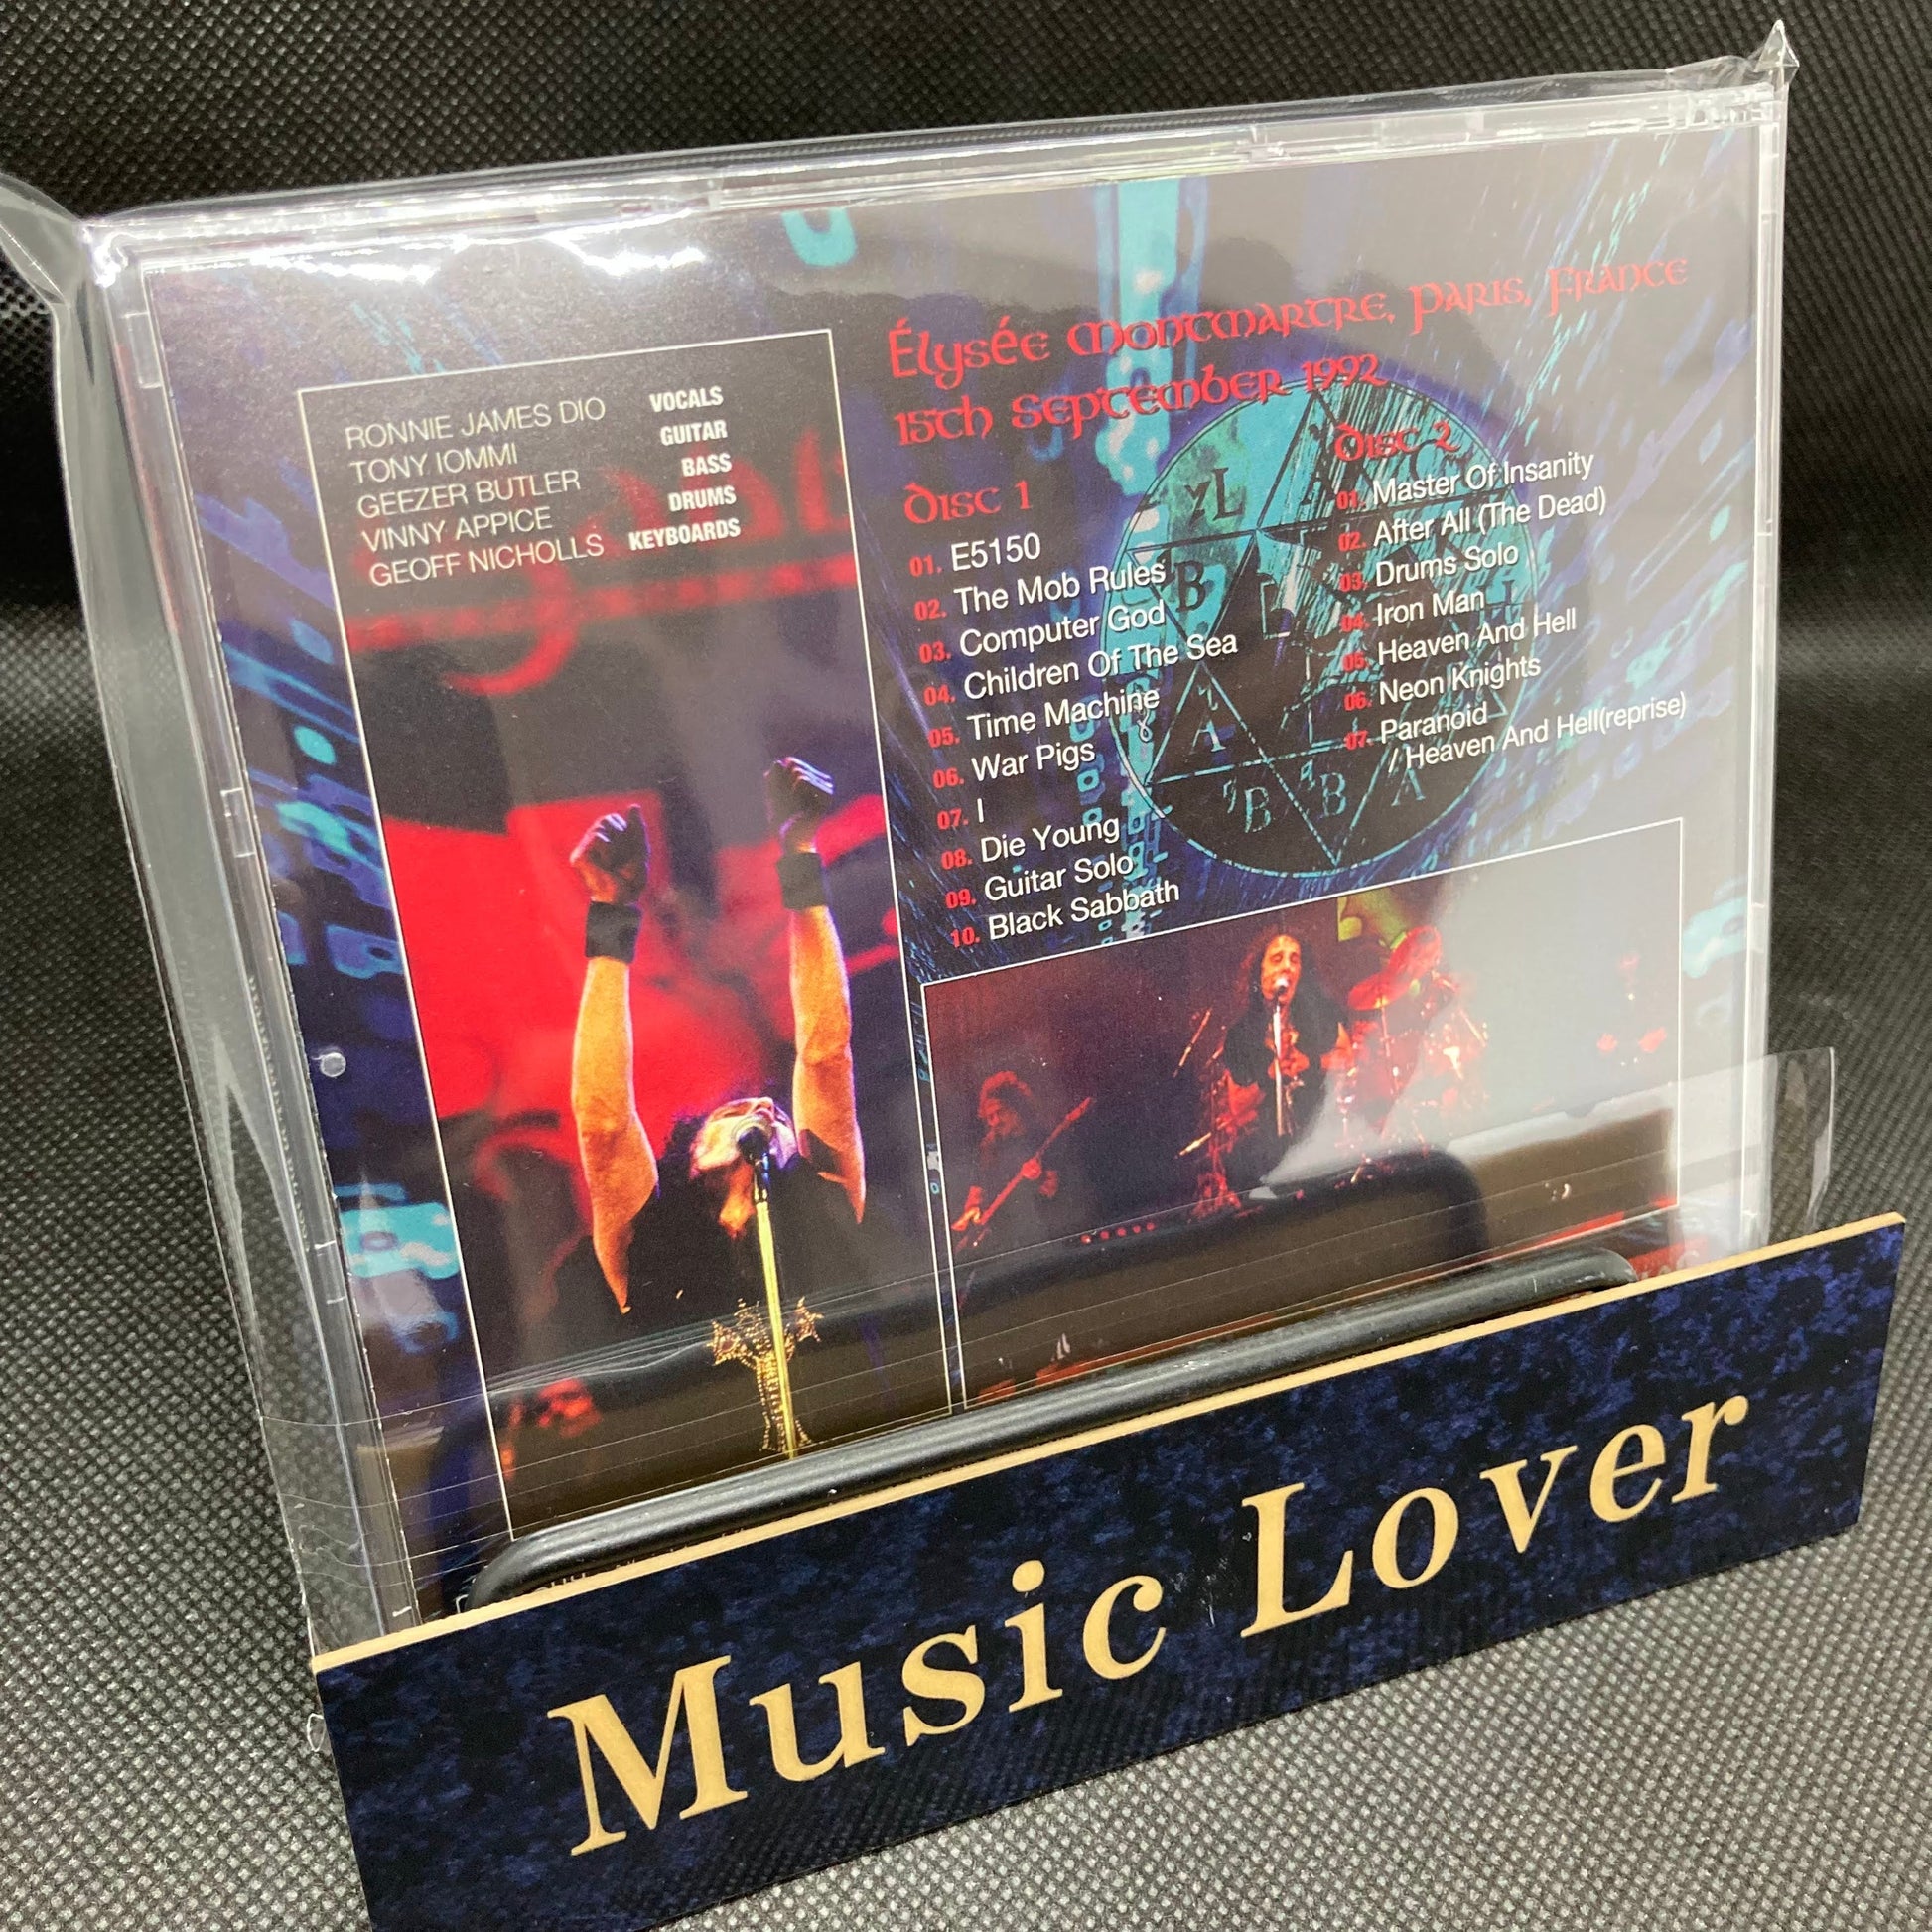 RONNIE JAMES DIO VOCALS
TONY IOMMI GUITAR
GEEZER BUTLER BASS
VINNY APPICE DRUMS
GEOFF NICHOLLS KEYBOARDS
Élysée Montmartre, Paris, France
15th September 1992
Disc 1
01. E5150
02. The Mob Rules
03. Computer God
04. Children Of The Sea
05. Time Machine
06. War Pigs
07. I
08. Die Young
09. Guitar Solo
10. Black Sabbath
Disc 2
01. Master Of Insanity
02. After All (The Dead)
03. Drums Solo
04. Iron Man
05. Heaven And Hell
06. Neon Knights
07. Paranoid
/ Heaven And Hell(reprise)
L
B
A
B
B
A
Music Lover